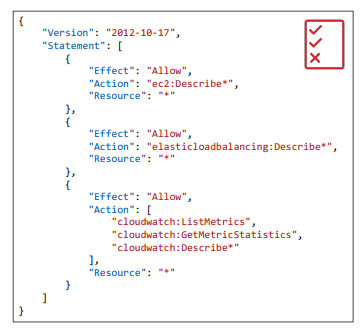 {
    "Version": "2012-10-17",
    "Statement": [
        {
            "Effect": "Allow",
            "Action": "ec2:Describe*",
            "Resource": "*"
        },
        {
            "Effect": "Allow",
            "Action": "elasticloadbalancing:Describe*",
            "Resource": "*"
        },
        {
            "Effect": "Allow",
            "Action": [
                "cloudwatch:ListMetrics",
                "cloudwatch:GetMetricStatistics",
                "cloudwatch:Describe*"
            ],
            "Resource": "*"
        }
    ]
}